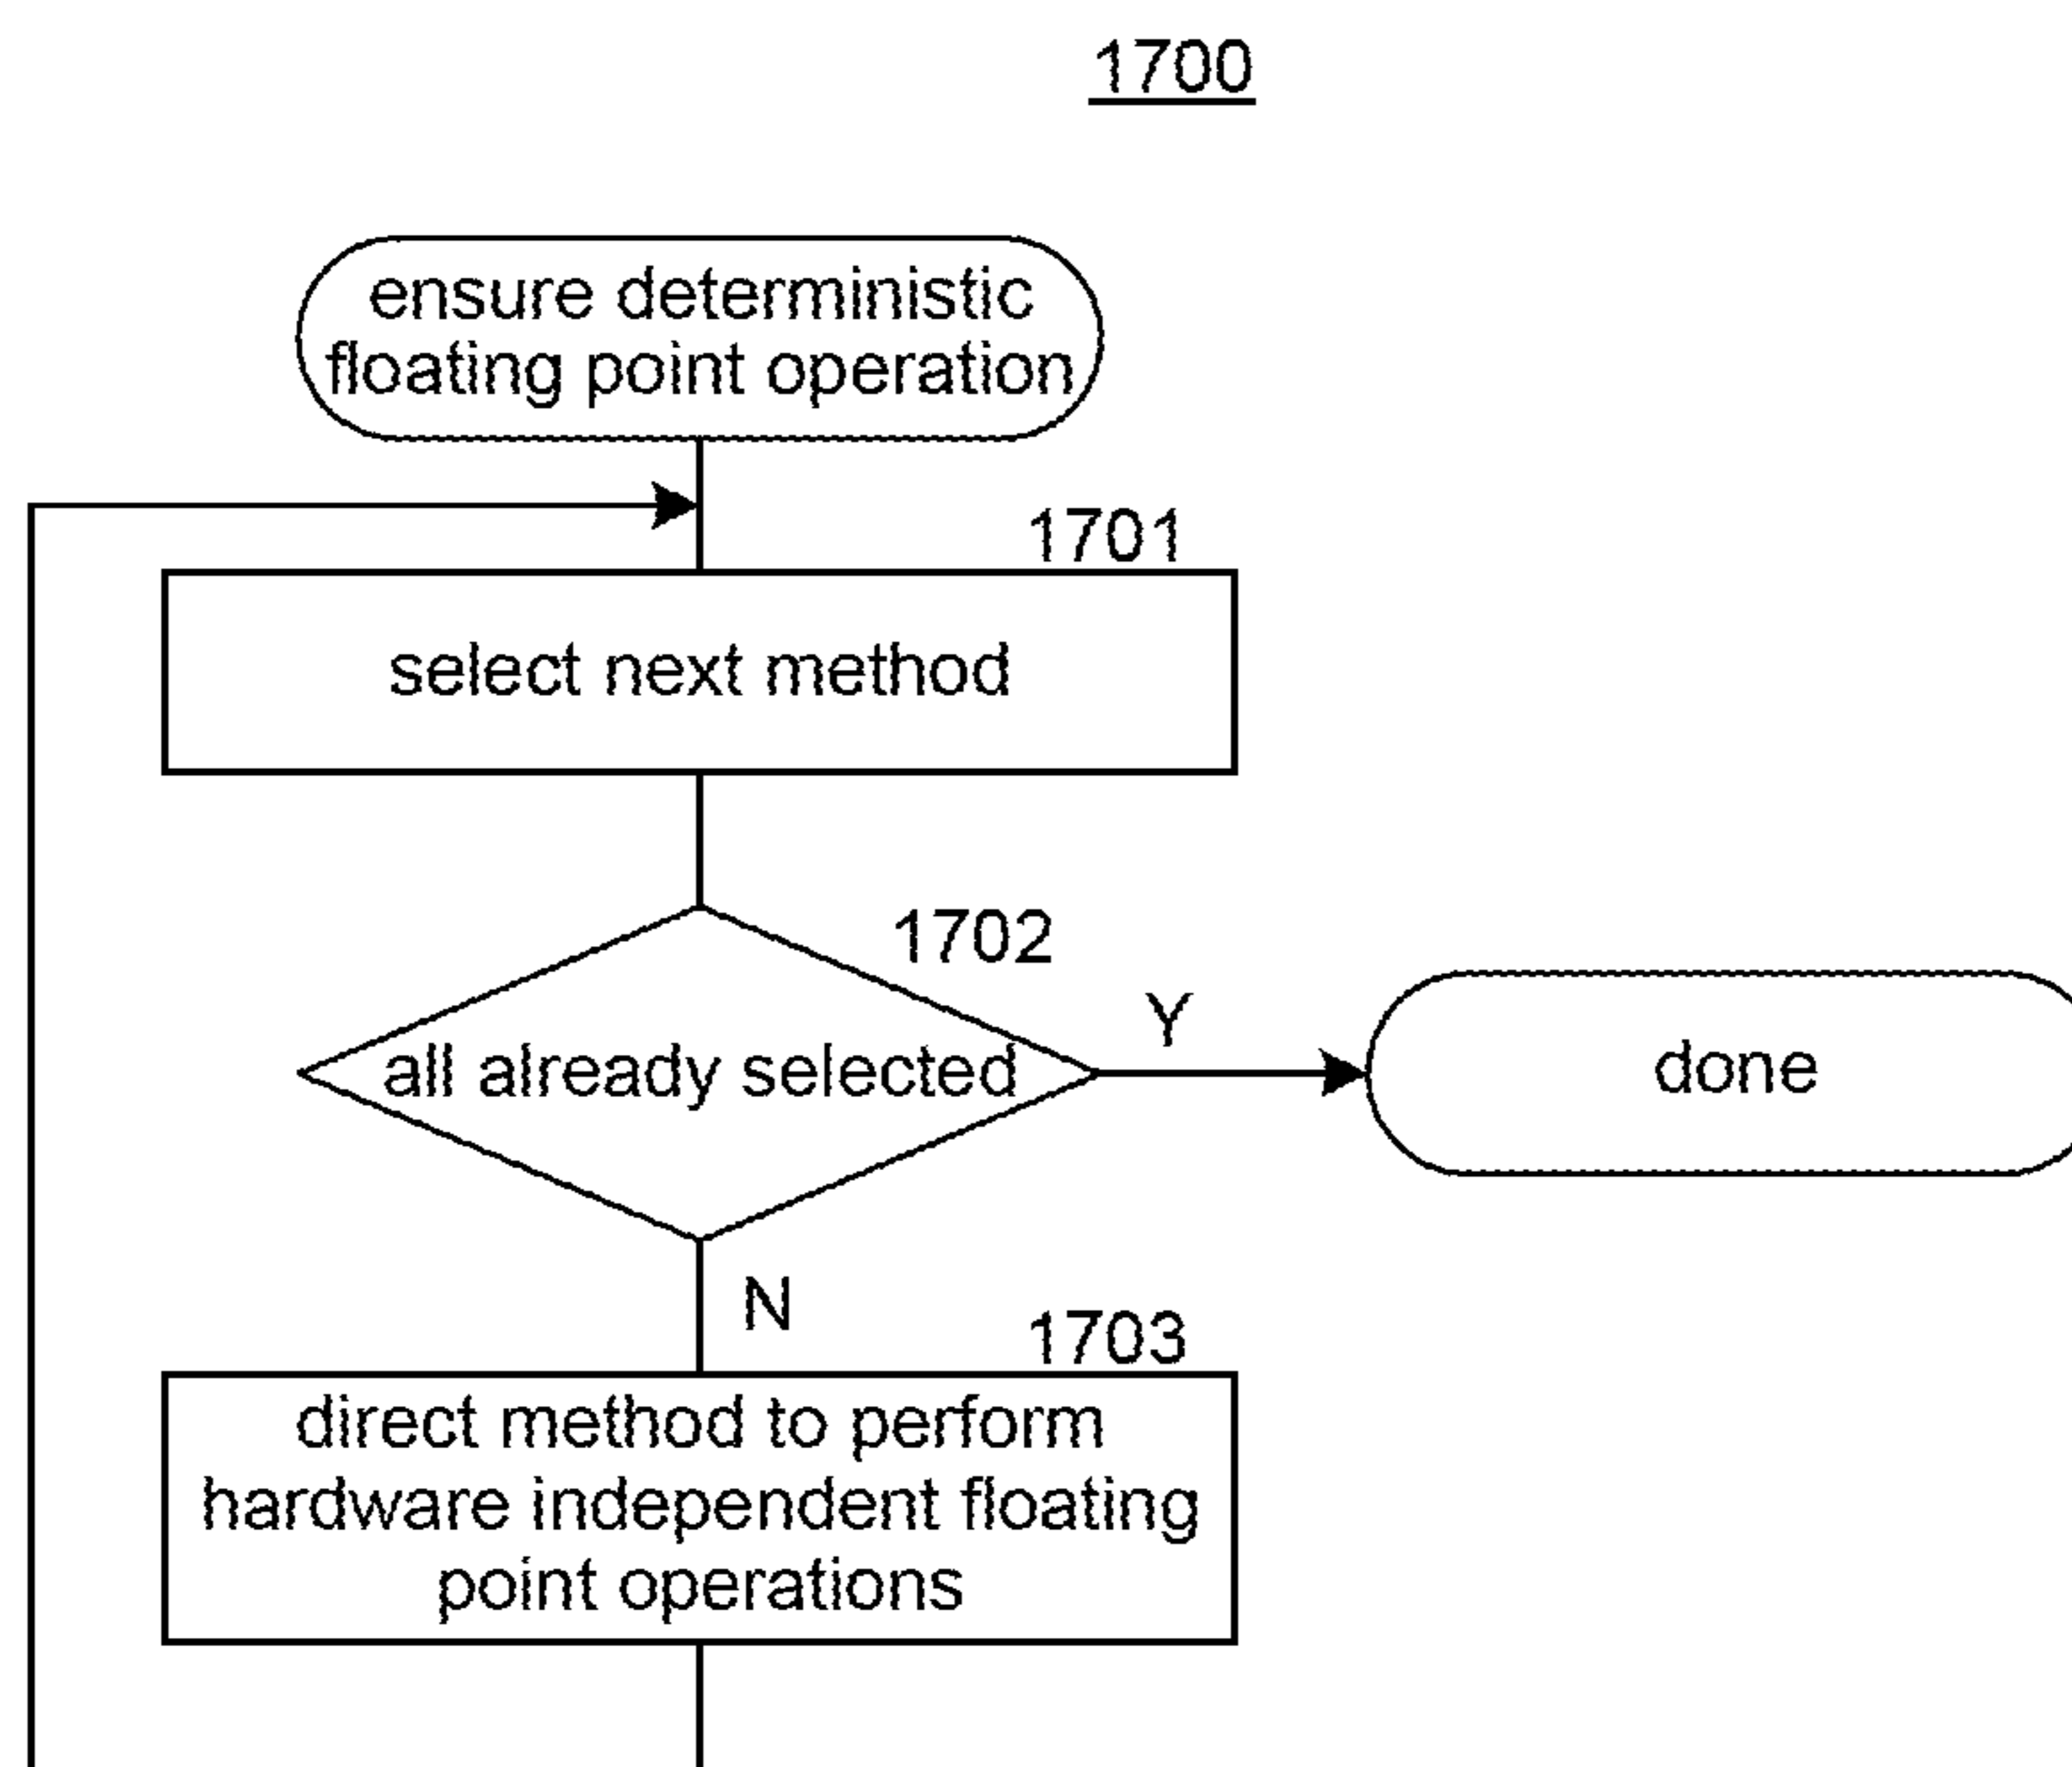 1700
ensure deterministic
floating point operation
1701
select next method
1702
all already selected
Y
done
N
1703
direct method to perform
hardware independent floating
point operations